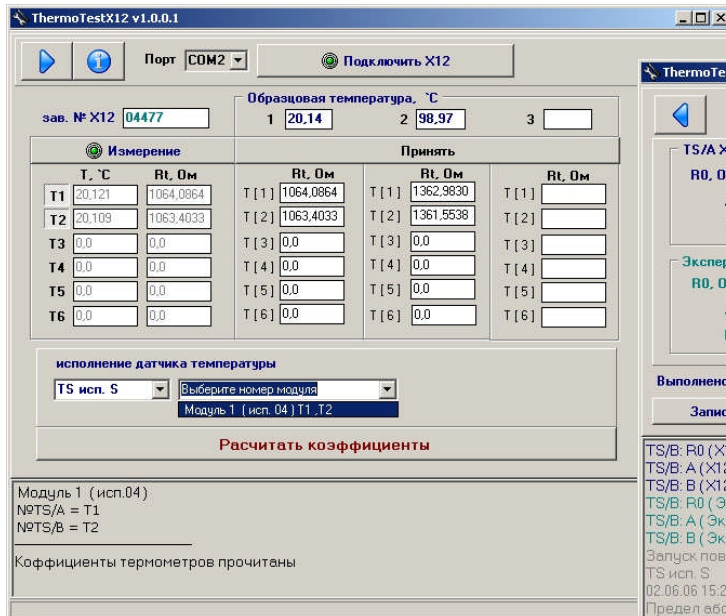 ThermoTestX12 v1.0.0.1
Порт COM2 Подключить X12
зав. № X12 04477
Образцовая температура, `C
1 20,14 2 98,97 3
Измерение Принять
T, `C Rt, Ом Rt, Ом Rt, Ом Rt, Ом
T1 20,121 1064,0864 T [1] 1064,0864 T [1] 1362,9830 T [1]
T2 20,109 1063,4033 T [2] 1063,4033 T [2] 1361,5538 T [2]
T3 0,0 0,0 T [3] 0,0 T [3] 0,0 T [3]
T4 0,0 0,0 T [4] 0,0 T [4] 0,0 T [4]
T5 0,0 0,0 T [5] 0,0 T [5] 0,0 T [5]
T6 0,0 0,0 T [6] 0,0 T [6] 0,0 T [6]
исполнение датчика температуры
TS исп. S Выберите номер модуля
Модуль 1 ( исп. 04 ) T1 ,T2
Расчитать коэффициенты
Модуль 1 (исп.04)
№TS/A = T1
№TS/B = T2
Коффициенты термометров прочитаны
ThermoTe
TS/A X
R0, О
Экспер
R0, О
Выполнено
Запис
TS/B: R0 ( X1
TS/B: A ( X12
TS/B: B ( X12
TS/B: R0 ( Э
TS/B: A ( Эк
TS/B: B ( Эк
Запуск пов
TS исп. S
02.06.06 15:2
Предел абс